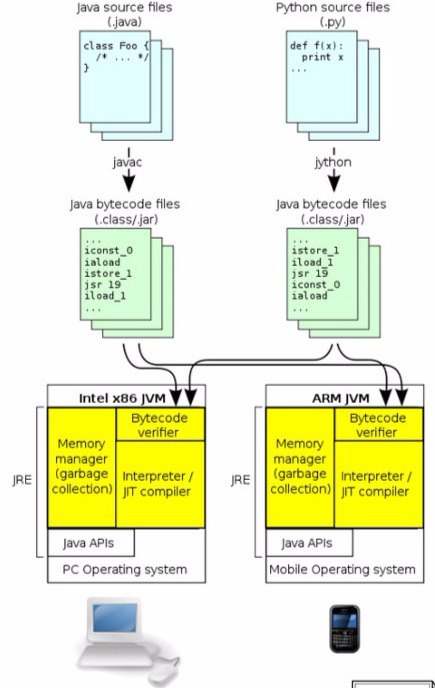 Java source files
(.java)
class Foo {
/* ... */
}
javac
Java bytecode files
(.class/.jar)
...
iconst_0
iaload
istore_1
jsr 19
iload_1
...
Python source files
(.py)
def f(x):
print x
...
jython
Java bytecode files
(.class/.jar)
...
istore_1
iload_1
jsr 19
iconst_0
iaload
...
JRE
Intel x86 JVM
Memory
manager
(garbage
collection)
Bytecode
verifier
Interpreter /
JIT compiler
Java APIs
PC Operating system
JRE
ARM JVM
Memory
manager
(garbage
collection)
Bytecode
verifier
Interpreter /
JIT compiler
Java APIs
Mobile Operating system